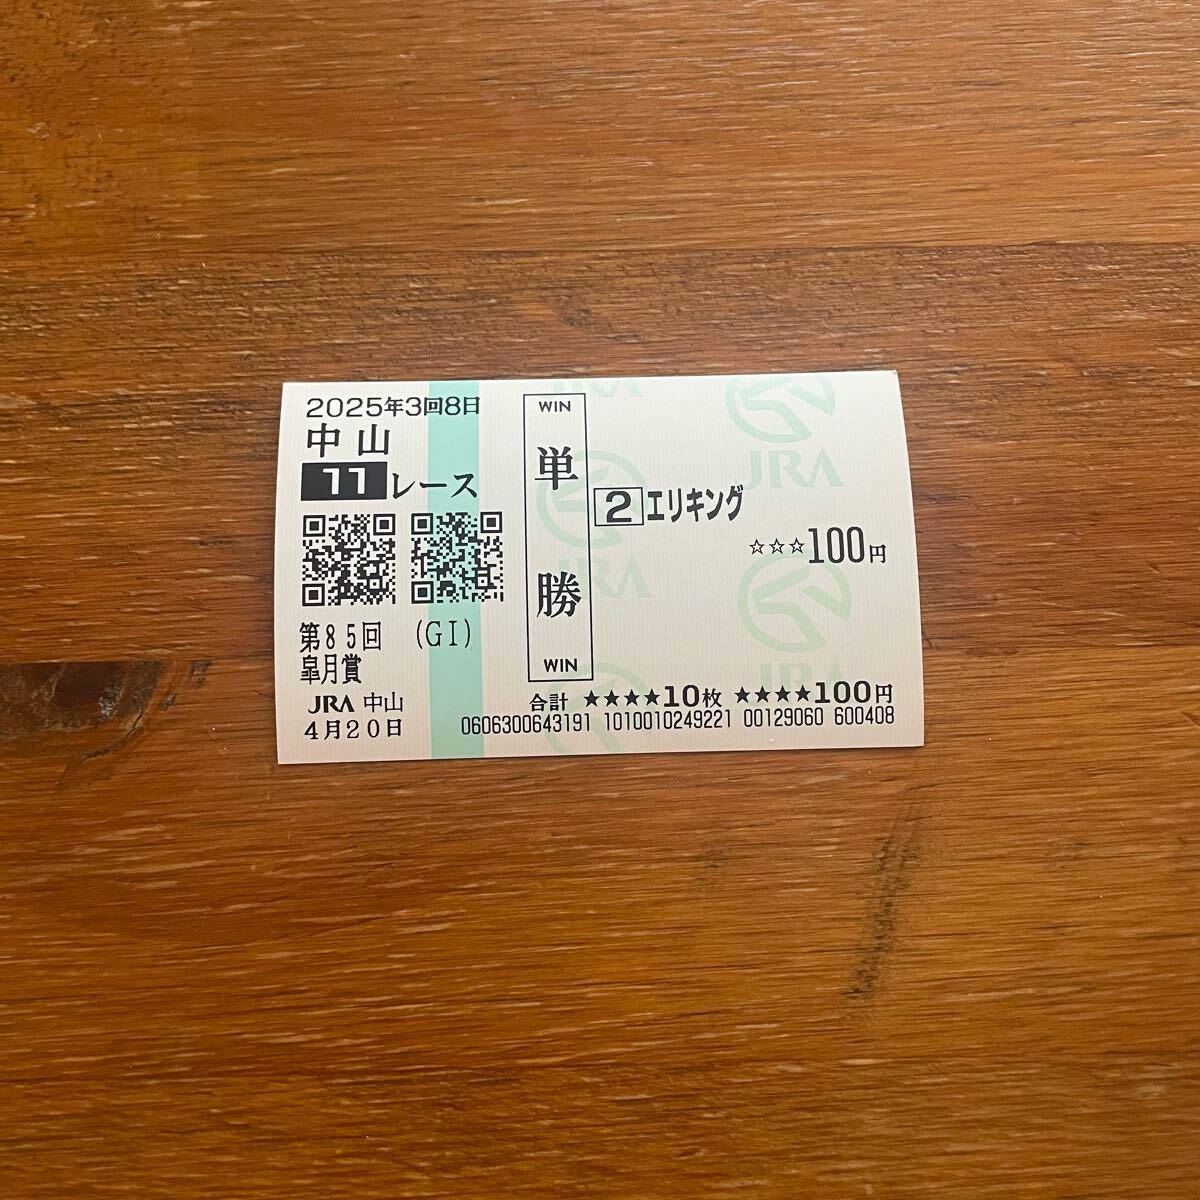 2025年3回8日
中山
11レース
第85回 (GI)
皐月賞
JRA 中山
4月20日
WIN
単勝
WIN
2 エリキング
☆☆☆100円
合計 ★★★★10枚 ★★★★100円
0606300643191 1010010249221 00129060 600408
JRA
JRA
JRA
JRA